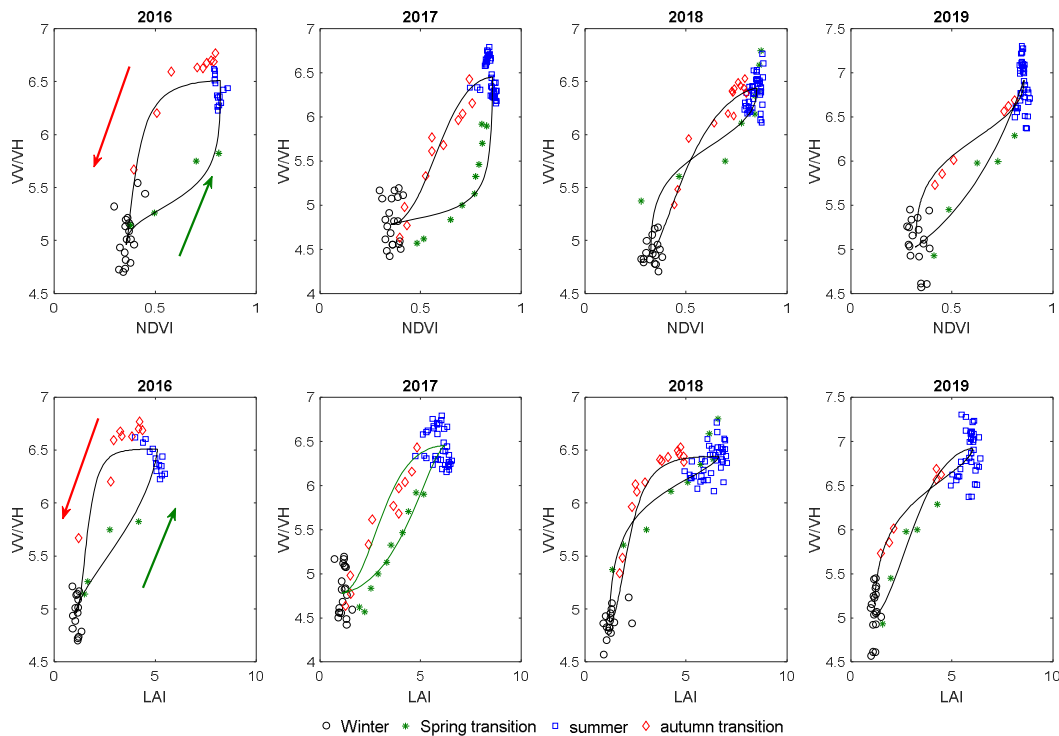 2016 2017 2018 2019
7 7 7 7.5
6.5 6.5 6.5 7
6 6 6 6.5
5.5 5.5 5.5 6
5 5 5 5.5
4.5 4.5 4.5 5
4 4.5
VV/VH VV/VH VV/VH VV/VH
0 0.5 1 0 0.5 1 0 0.5 1 0 0.5 1
NDVI NDVI NDVI NDVI
2016 2017 2018 2019
7 7 7 7.5
6.5 6.5 6.5 7
6 6 6 6.5
5.5 5.5 5.5 6
5 5 5 5.5
4.5 4.5 4.5 5
4 4.5
VV/VH VV/VH VV/VH VV/VH
0 5 10 0 5 10 0 5 10 0 5 10
LAI LAI LAI LAI
Winter Spring transition summer autumn transition